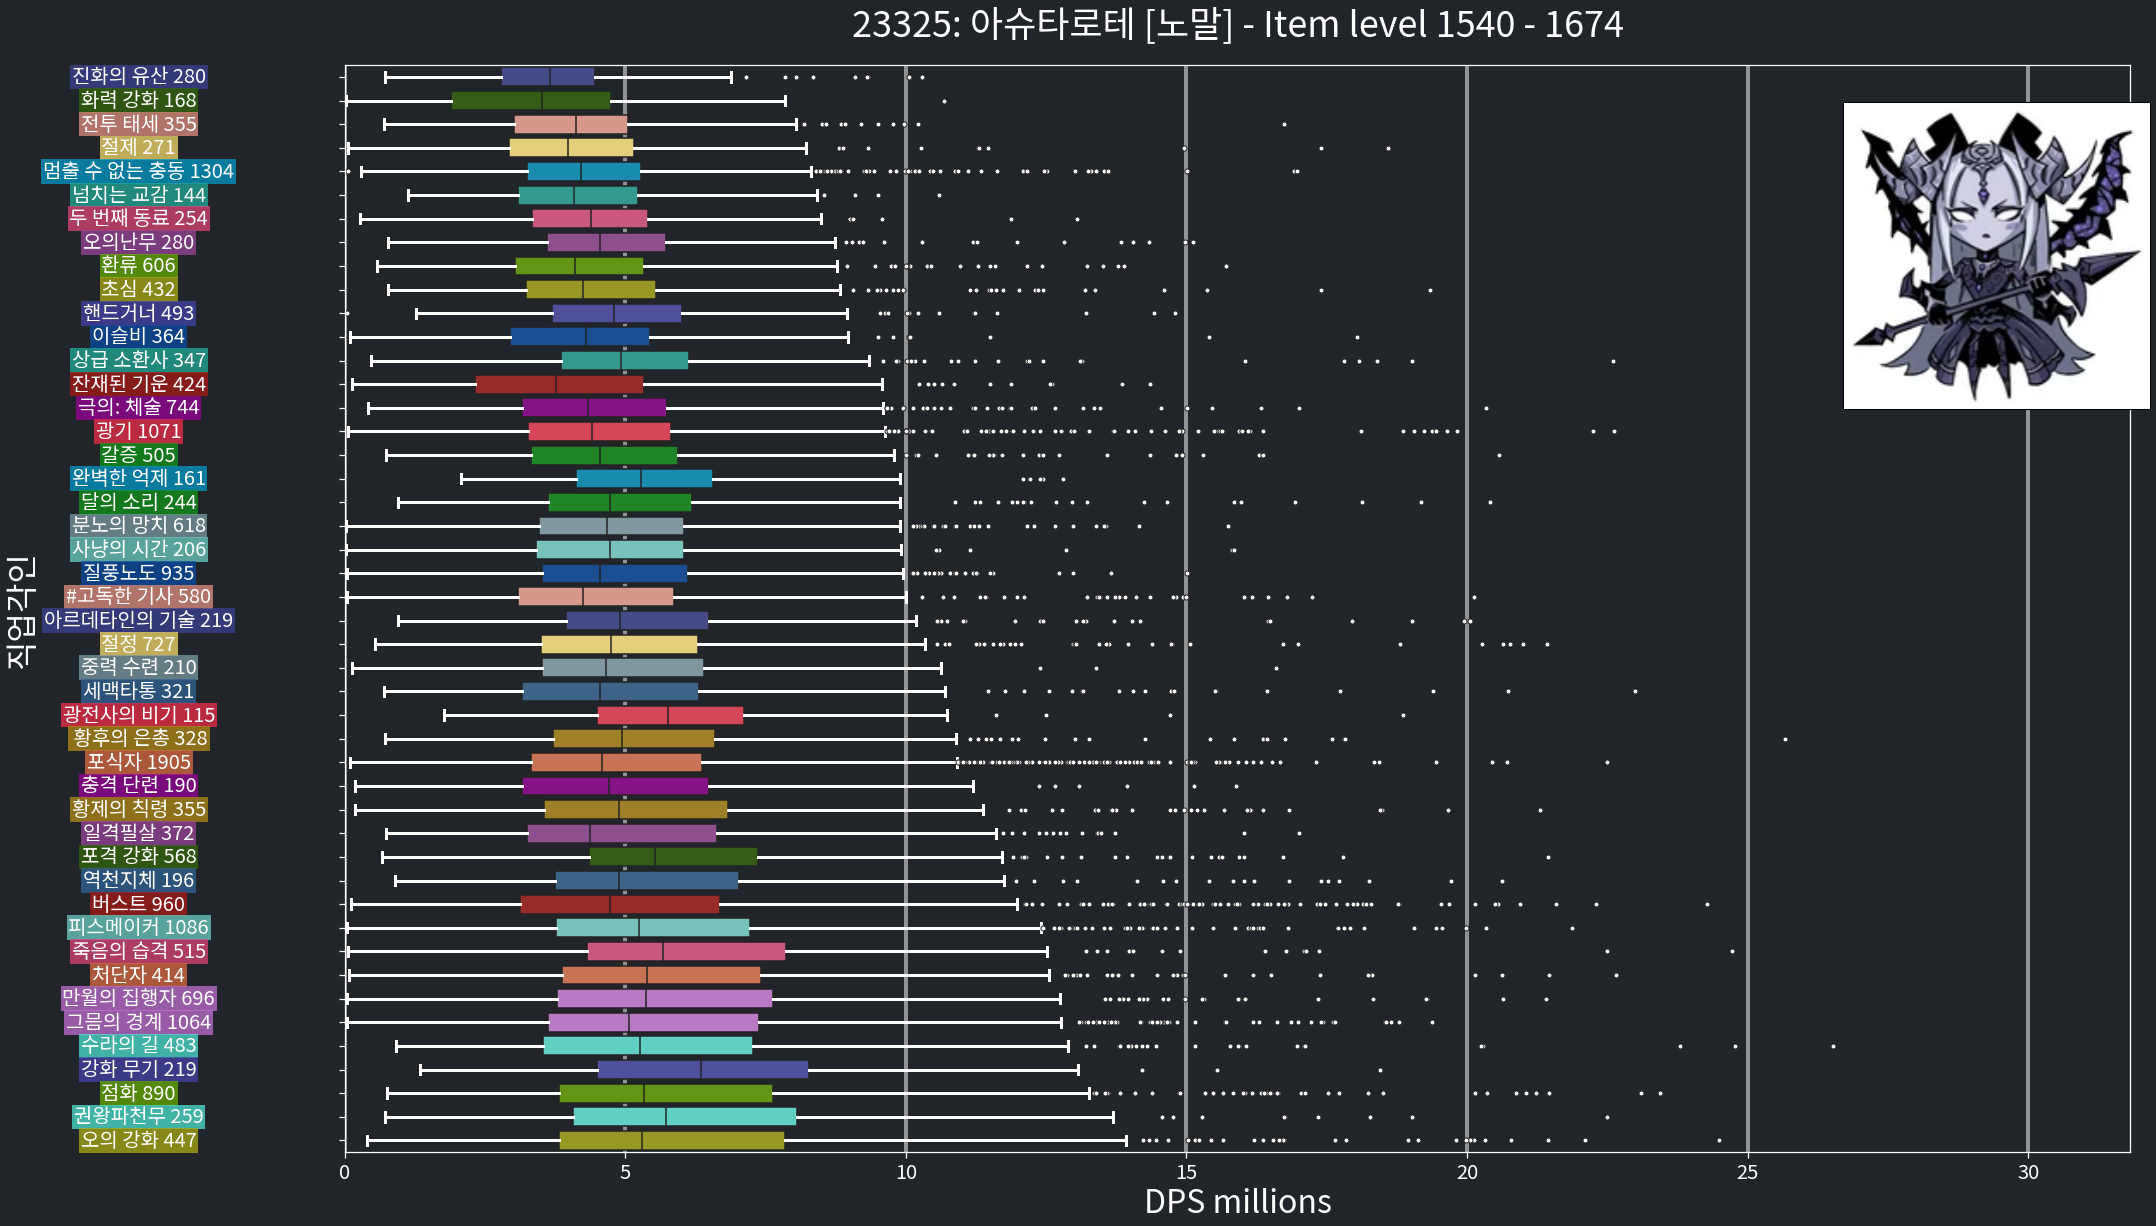 23325: 아슈타로테 [노말] - Item level 1540 - 1674
직업각인
진화의 유산 280
화력 강화 168
전투 태세 355
절제 271
멈출 수 없는 충동 1304
넘치는 교감 144
두 번째 동료 254
오의난무 280
환류 606
초심 432
핸드거너 493
이슬비 364
상급 소환사 347
잔재된 기운 424
극의: 체술 744
광기 1071
갈증 505
완벽한 억제 161
달의 소리 244
분노의 망치 618
사냥의 시간 206
질풍노도 935
#고독한 기사 580
아르데타인의 기술 219
절정 727
중력 수련 210
세맥타통 321
광전사의 비기 115
황후의 은총 328
포식자 1905
충격 단련 190
황제의 칙령 355
일격필살 372
포격 강화 568
역천지체 196
버스트 960
피스메이커 1086
죽음의 습격 515
처단자 414
만월의 집행자 696
그믐의 경계 1064
수라의 길 483
강화 무기 219
점화 890
권왕파천무 259
오의 강화 447
0 5 10 15 20 25 30
DPS millions